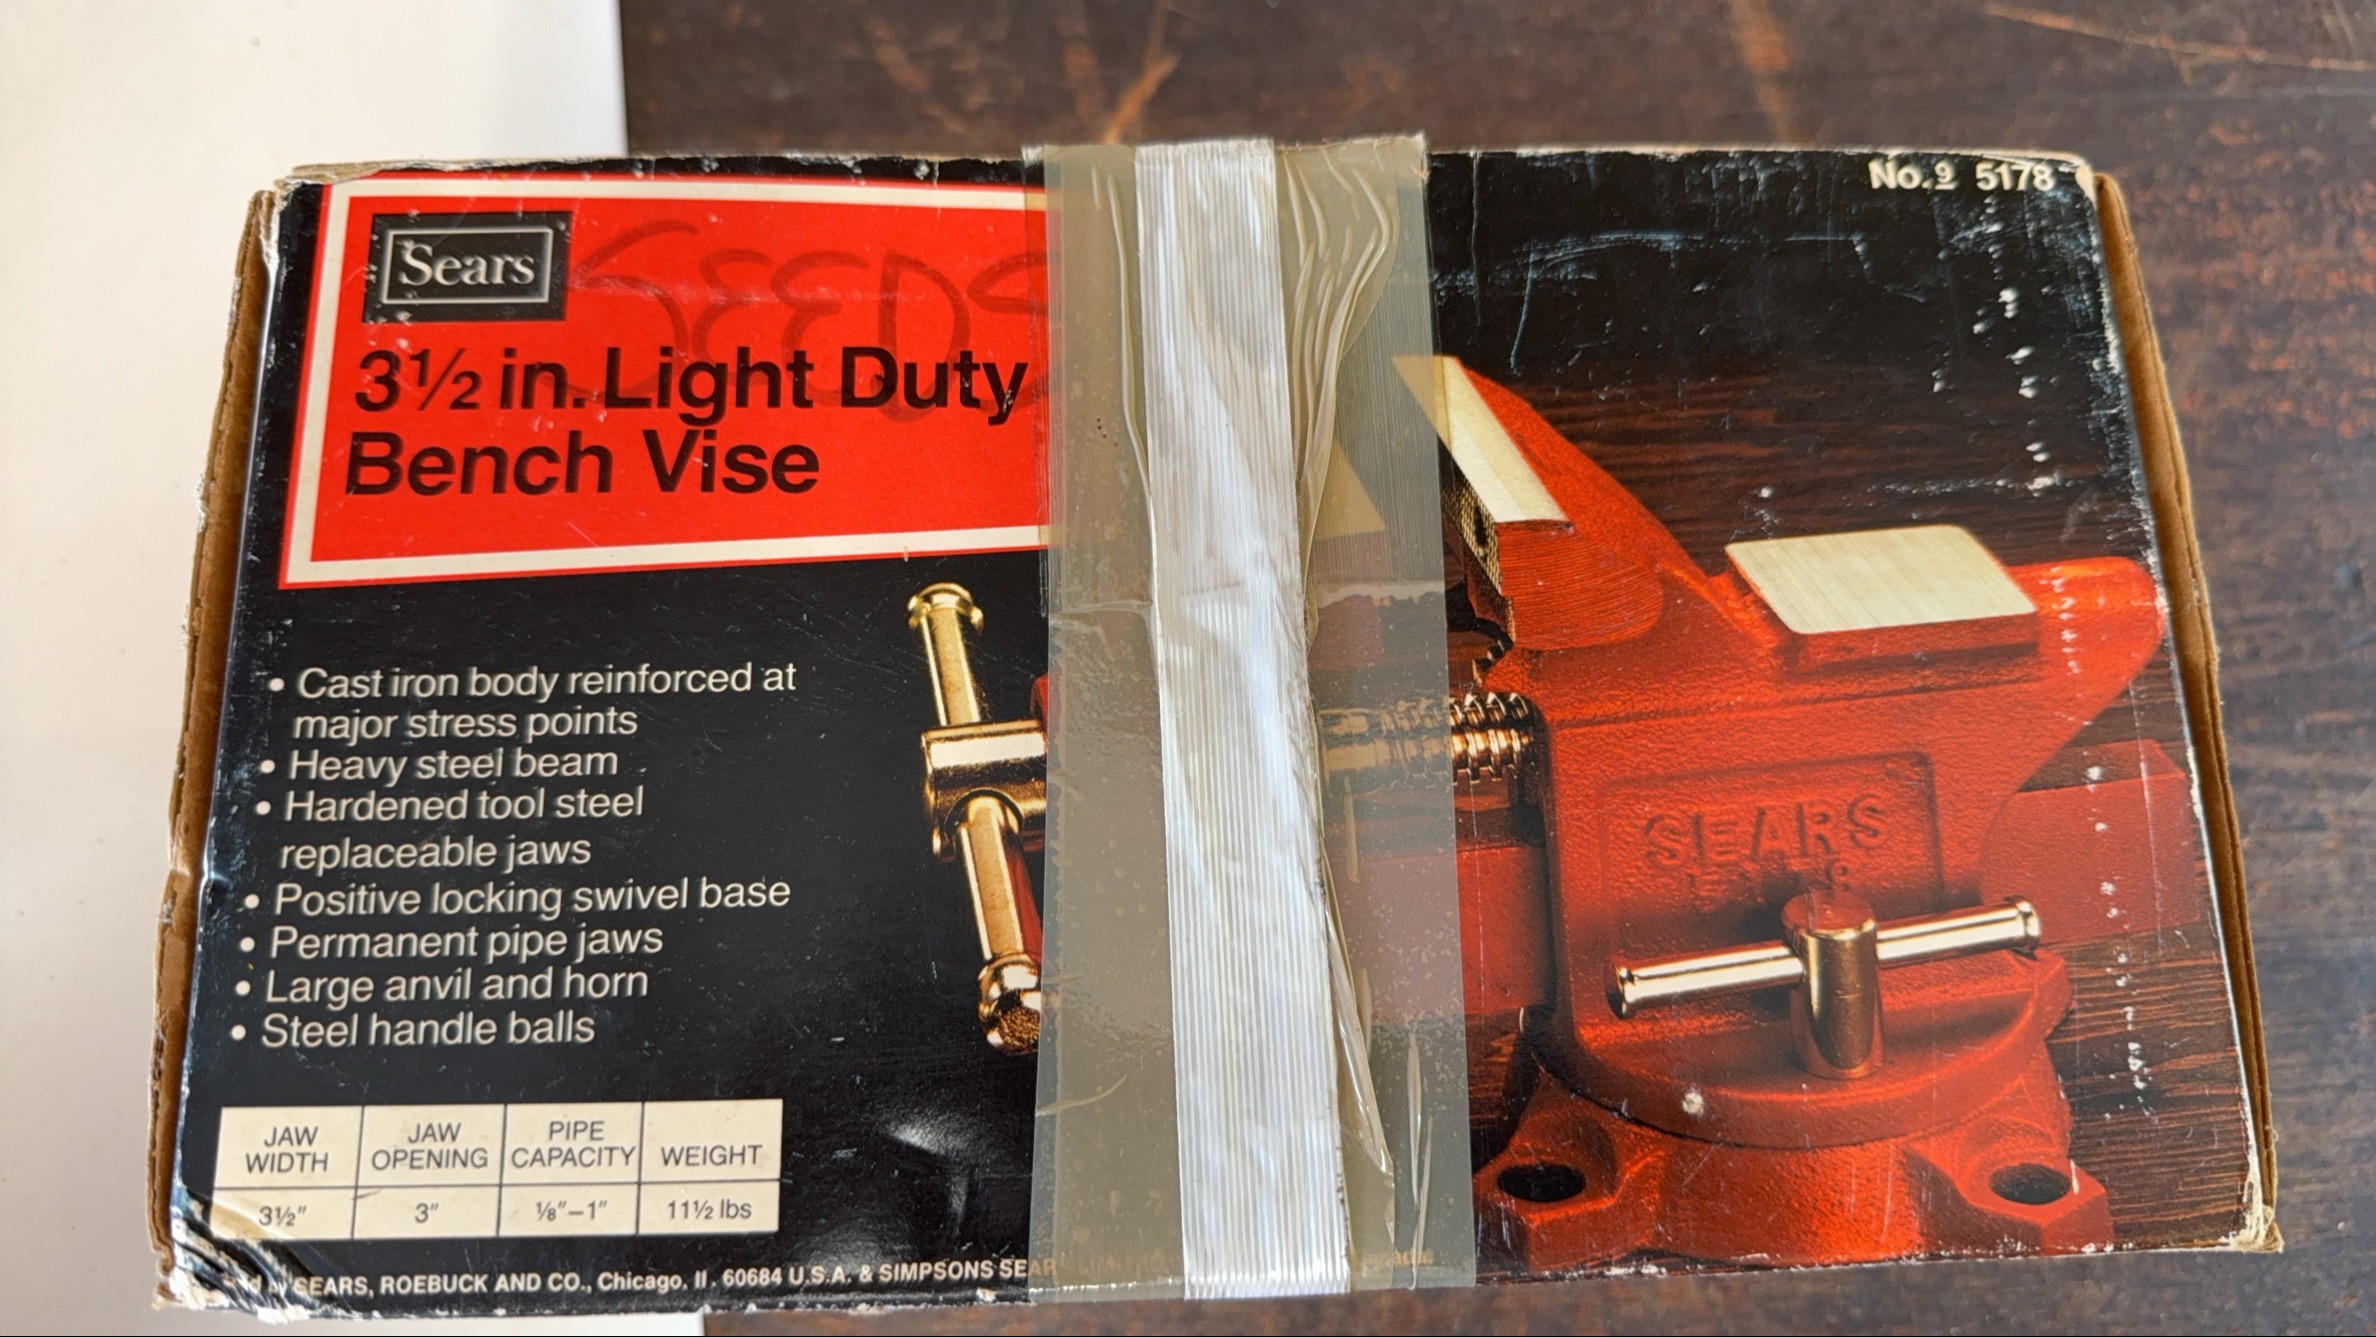 No. 9 5178
Sears
SEEDS
3½ in. Light Duty
Bench Vise
• Cast iron body reinforced at
major stress points
• Heavy steel beam
• Hardened tool steel
replaceable jaws
• Positive locking swivel base
• Permanent pipe jaws
• Large anvil and horn
• Steel handle balls
SEARS
JAW WIDTH JAW OPENING PIPE CAPACITY WEIGHT
3½" 3" ⅛"–1" 11½ lbs
SEARS, ROEBUCK AND CO., Chicago, Il. 60684 U.S.A. & SIMPSONS SEARS